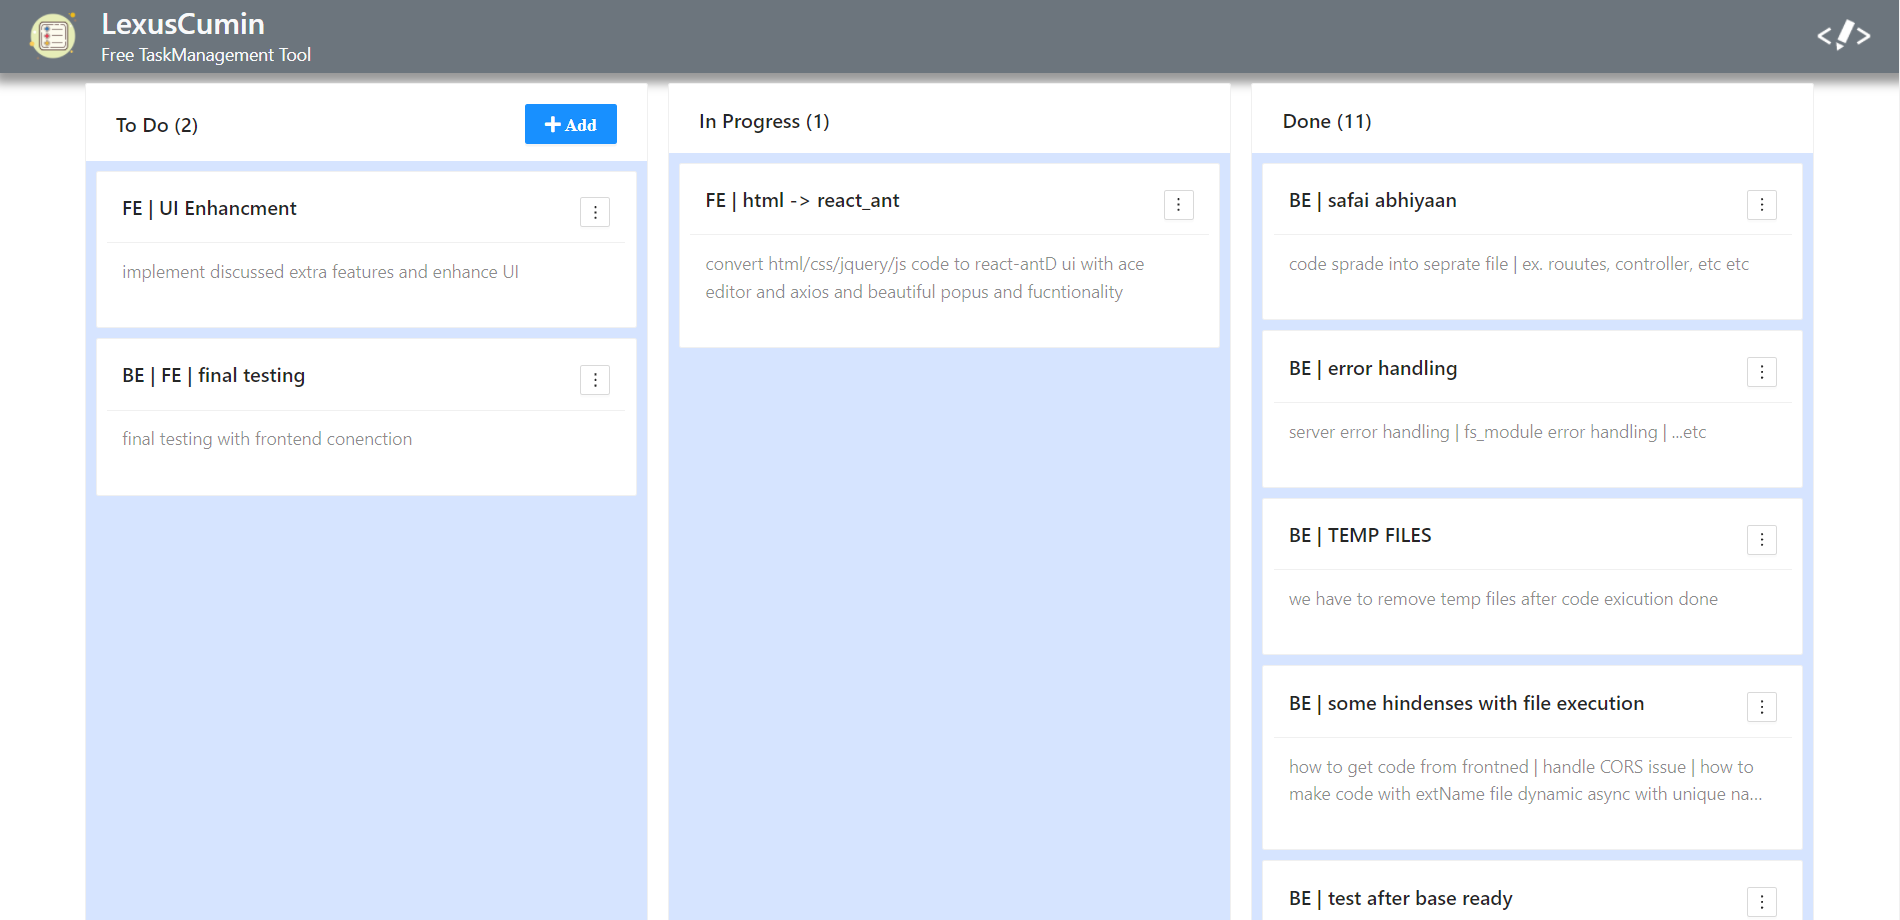 LexusCumin
Free TaskManagement Tool
To Do (2)
+ Add
FE | UI Enhancment
implement discussed extra features and enhance UI
BE | FE | final testing
final testing with frontend conenction
In Progress (1)
FE | html -> react_ant
convert html/css/jquery/js code to react-antD ui with ace
editor and axios and beautiful popus and fucntionality
Done (11)
BE | safai abhiyaan
code sprade into seprate file | ex. rouutes, controller, etc etc
BE | error handling
server error handling | fs_module error handling | ...etc
BE | TEMP FILES
we have to remove temp files after code exicution done
BE | some hindenses with file execution
how to get code from frontned | handle CORS issue | how to
make code with extName file dynamic async with unique na...
BE | test after base ready